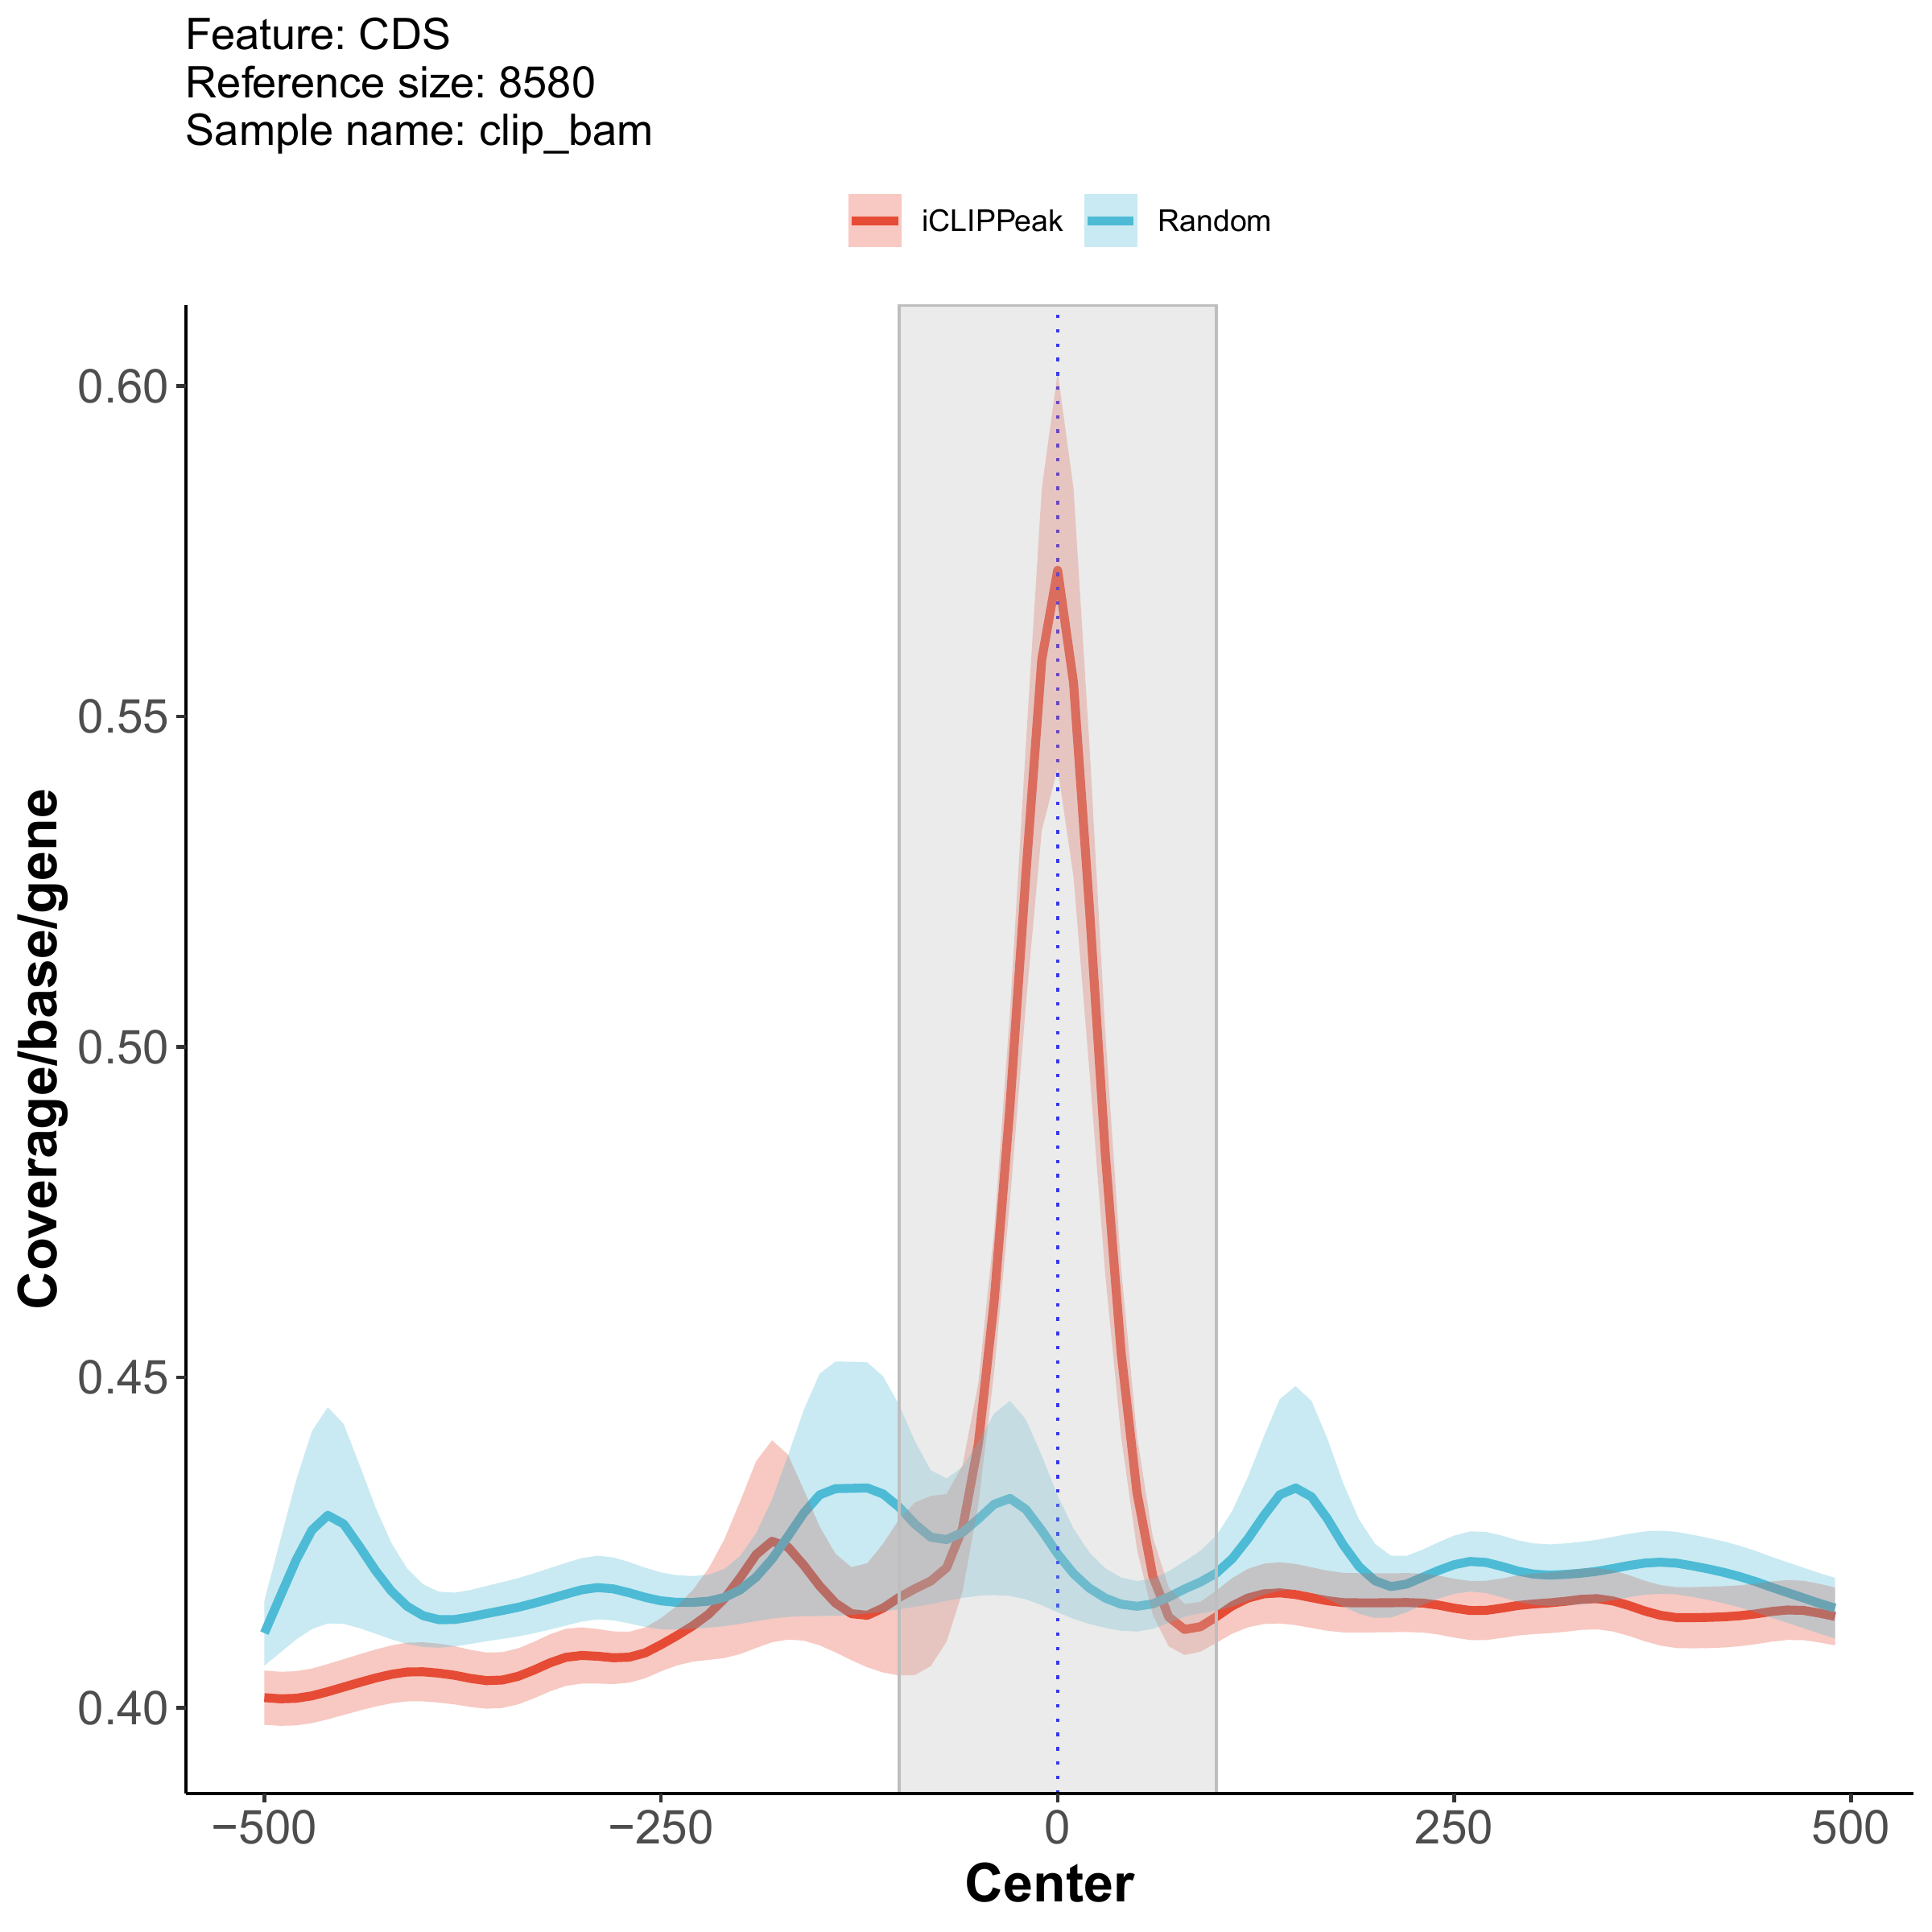 Feature: CDS
Reference size: 8580
Sample name: clip_bam
iCLIPPeak Random
0.60
0.55
0.50
0.45
0.40
Coverage/base/gene
−500 −250 0 250 500
Center